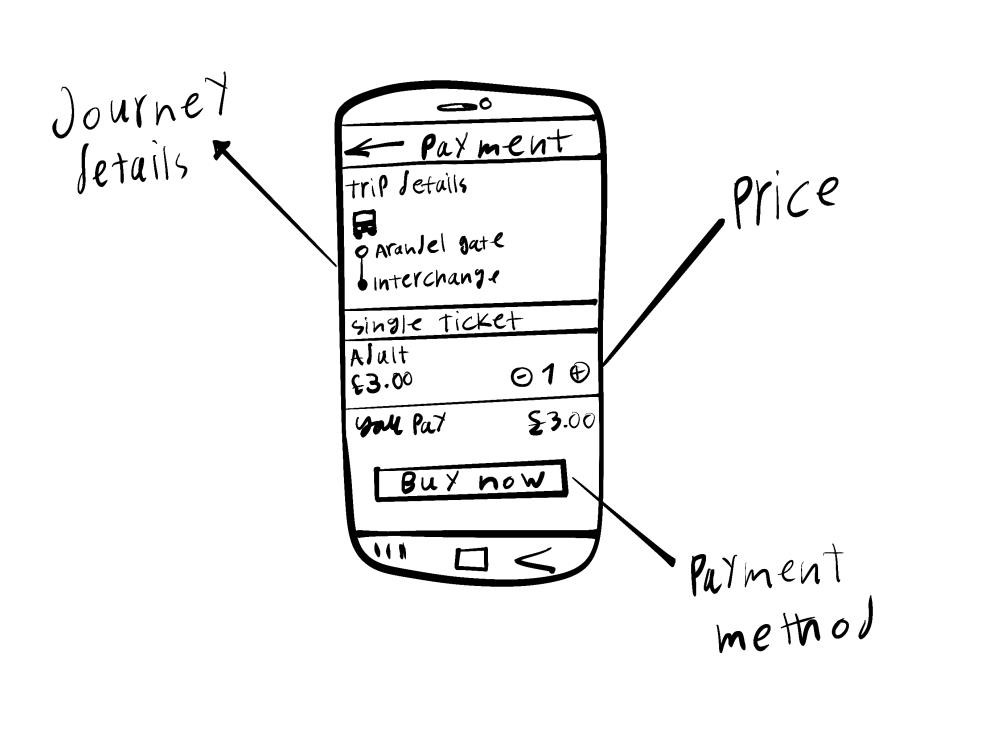 Journey
details
Payment
trip details
Arundel gate
interchange
single ticket
Adult
£3.00
1
Pay
£3.00
Buy now
Price
Payment
method